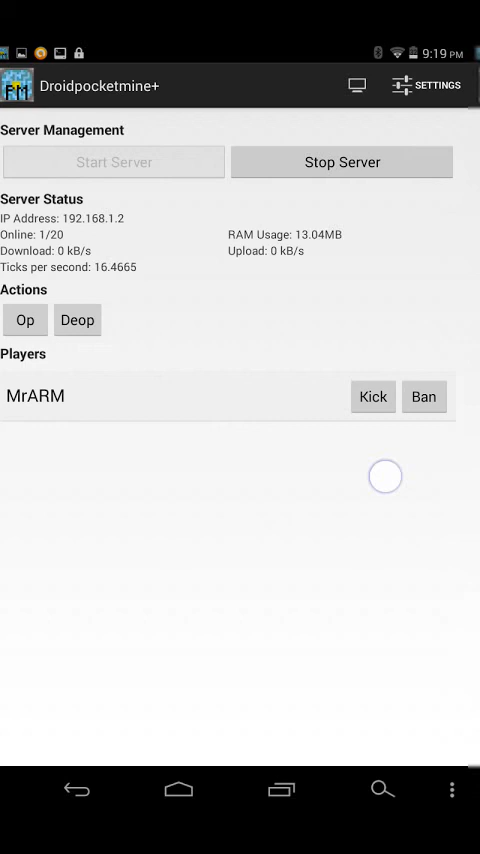 9:19 PM
PM
Droidpocketmine+
SETTINGS
Server Management
Start Server
Stop Server
Server Status
IP Address: 192.168.1.2
Online: 1/20
RAM Usage: 13.04MB
Download: 0 kB/s
Upload: 0 kB/s
Ticks per second: 16.4665
Actions
Op
Deop
Players
MrARM
Kick
Ban